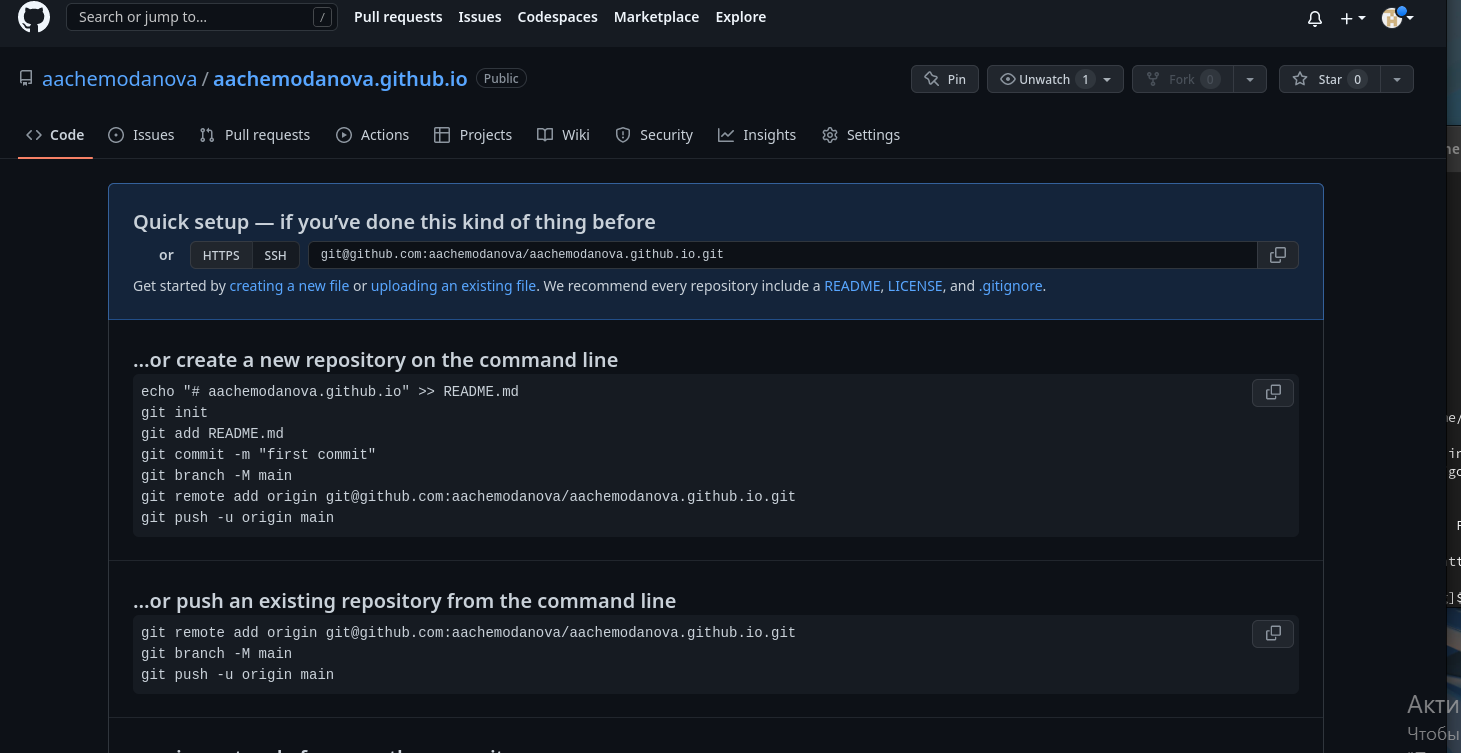 Search or jump to... / Pull requests Issues Codespaces Marketplace Explore
aachemodanova / aachemodanova.github.io Public Pin Unwatch 1 Fork 0 Star 0
Code Issues Pull requests Actions Projects Wiki Security Insights Settings
Quick setup — if you’ve done this kind of thing before
or HTTPS SSH git@github.com:aachemodanova/aachemodanova.github.io.git
Get started by creating a new file or uploading an existing file. We recommend every repository include a README, LICENSE, and .gitignore.
…or create a new repository on the command line
echo "# aachemodanova.github.io" >> README.md
git init
git add README.md
git commit -m "first commit"
git branch -M main
git remote add origin git@github.com:aachemodanova/aachemodanova.github.io.git
git push -u origin main
…or push an existing repository from the command line
git remote add origin git@github.com:aachemodanova/aachemodanova.github.io.git
git branch -M main
git push -u origin main
Акти
Чтобы